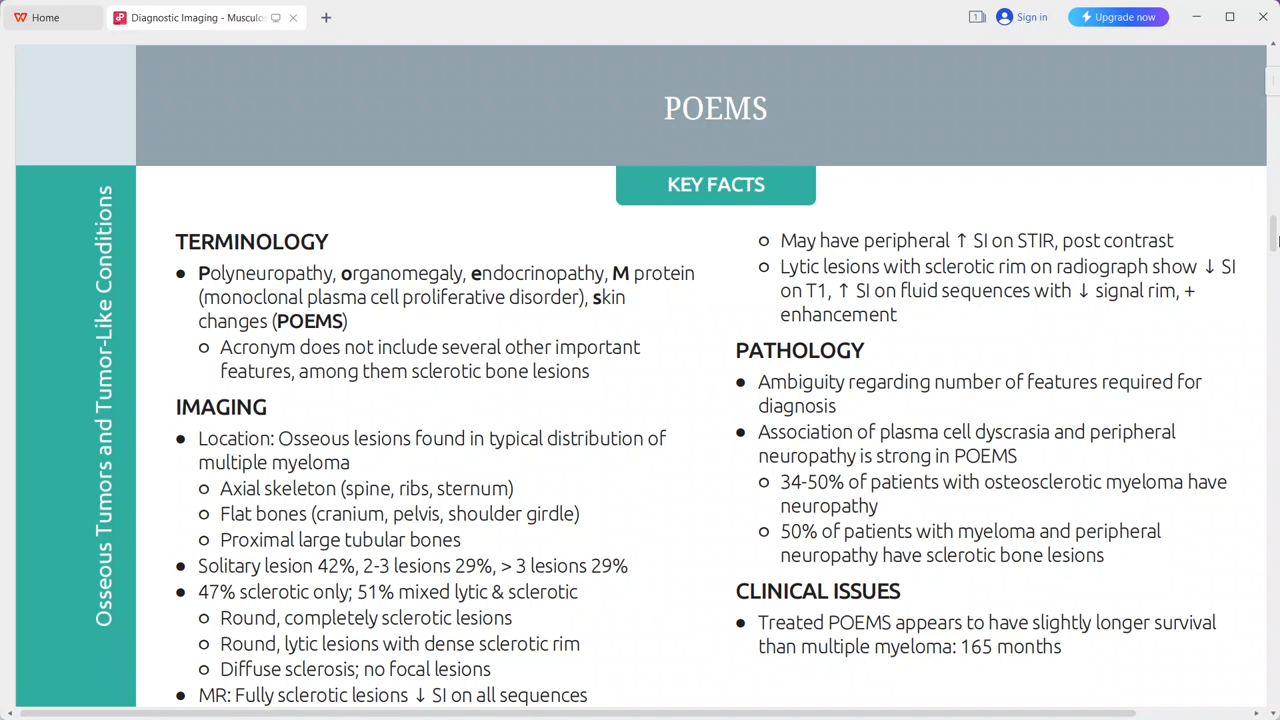 Home
Diagnostic Imaging - Musculos
1
Sign in
Upgrade now
POEMS
KEY FACTS
Osseous Tumors and Tumor-Like Conditions
TERMINOLOGY
● Polyneuropathy, organomegaly, endocrinopathy, M protein
(monoclonal plasma cell proliferative disorder), skin
changes (POEMS)
○ Acronym does not include several other important
features, among them sclerotic bone lesions
IMAGING
● Location: Osseous lesions found in typical distribution of
multiple myeloma
○ Axial skeleton (spine, ribs, sternum)
○ Flat bones (cranium, pelvis, shoulder girdle)
○ Proximal large tubular bones
● Solitary lesion 42%, 2-3 lesions 29%, > 3 lesions 29%
● 47% sclerotic only; 51% mixed lytic & sclerotic
○ Round, completely sclerotic lesions
○ Round, lytic lesions with dense sclerotic rim
○ Diffuse sclerosis; no focal lesions
● MR: Fully sclerotic lesions ↓ SI on all sequences
○ May have peripheral ↑ SI on STIR, post contrast
○ Lytic lesions with sclerotic rim on radiograph show ↓ SI
on T1, ↑ SI on fluid sequences with ↓ signal rim, +
enhancement
PATHOLOGY
● Ambiguity regarding number of features required for
diagnosis
● Association of plasma cell dyscrasia and peripheral
neuropathy is strong in POEMS
○ 34-50% of patients with osteosclerotic myeloma have
neuropathy
○ 50% of patients with myeloma and peripheral
neuropathy have sclerotic bone lesions
CLINICAL ISSUES
● Treated POEMS appears to have slightly longer survival
than multiple myeloma: 165 months